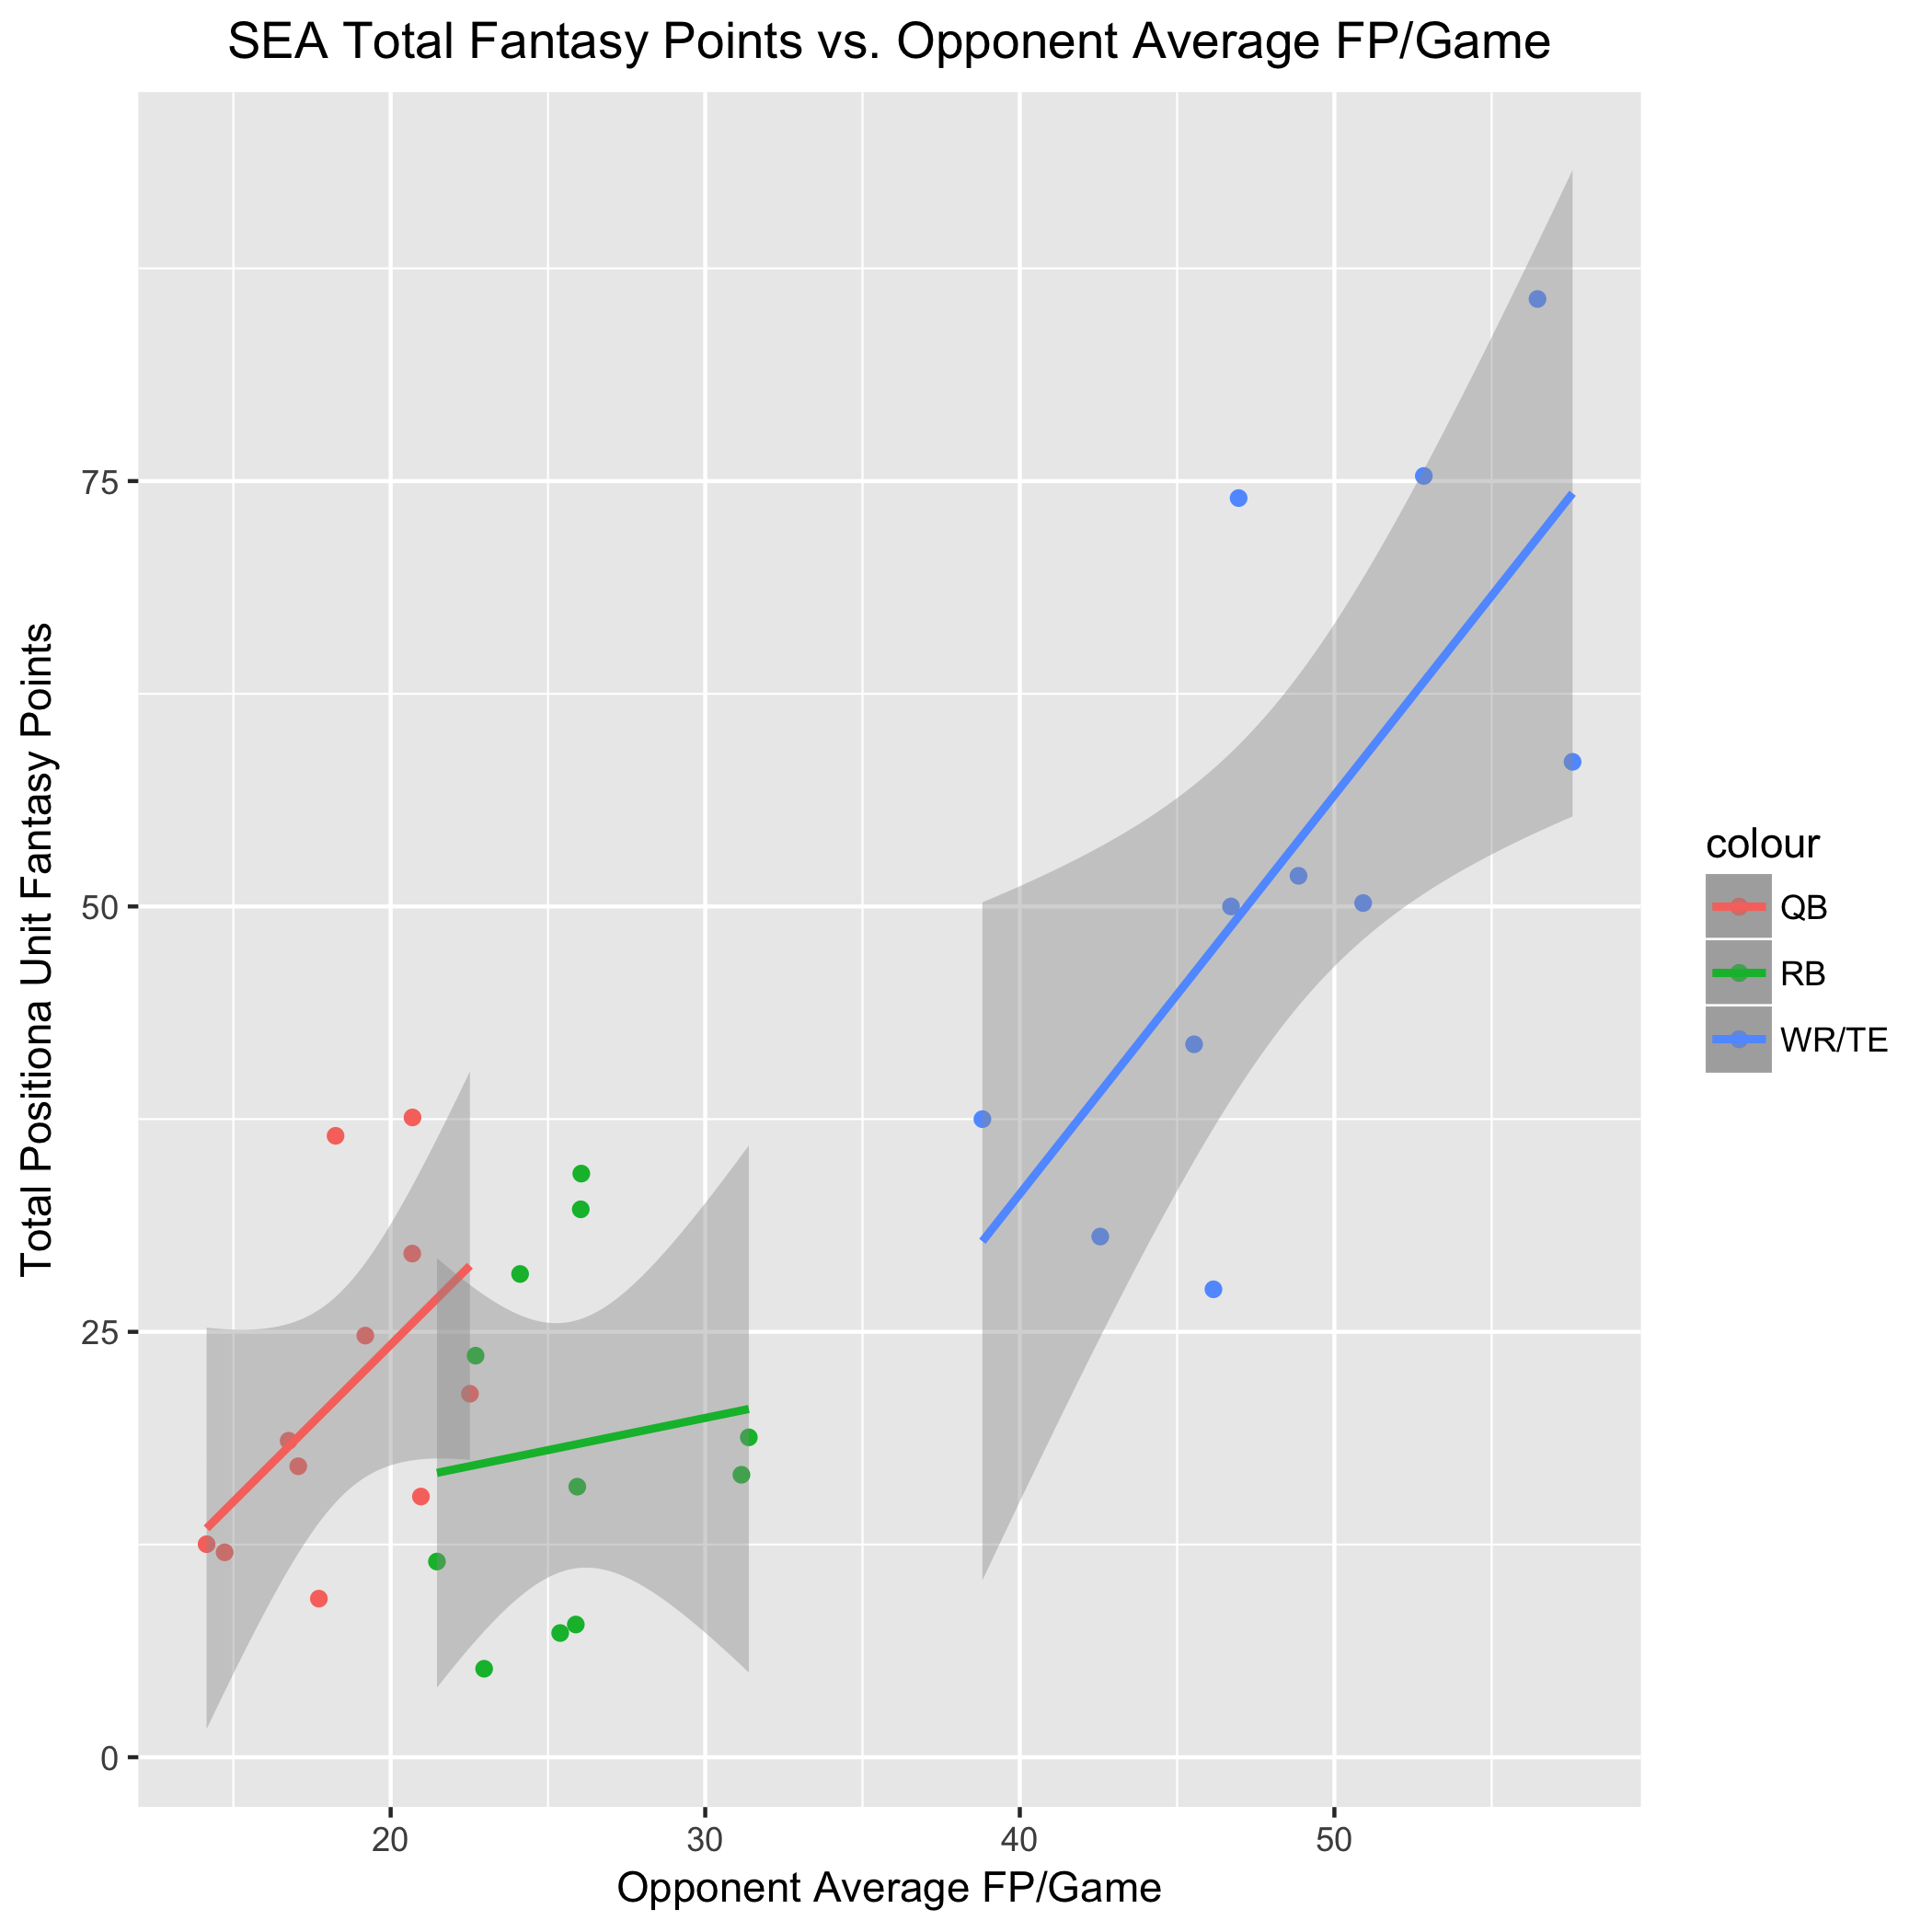 SEA Total Fantasy Points vs. Opponent Average FP/Game
Total Positiona Unit Fantasy Points
75
50
25
0
20
30
40
50
Opponent Average FP/Game
colour
QB
RB
WR/TE